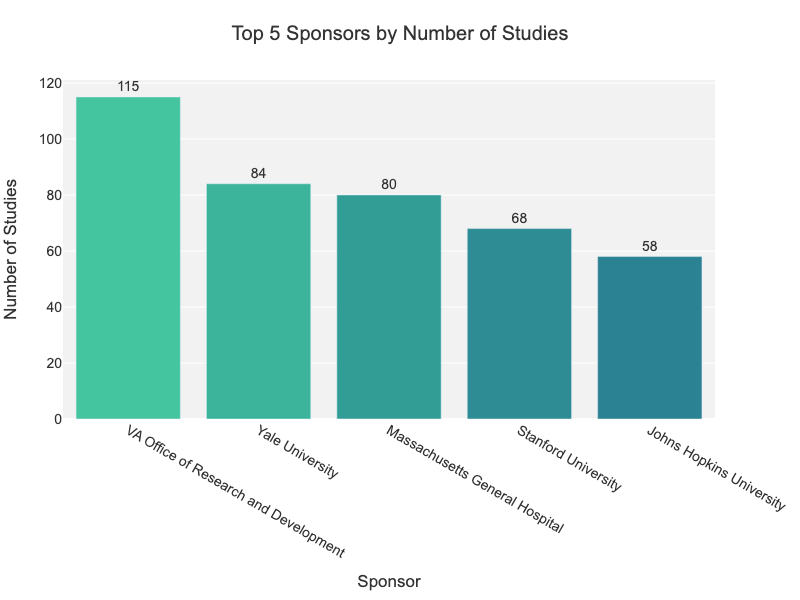 Top 5 Sponsors by Number of Studies
Number of Studies
120
100
80
60
40
20
0
115
84
80
68
58
VA Office of Research and Development
Yale University
Massachusetts General Hospital
Stanford University
Johns Hopkins University
Sponsor